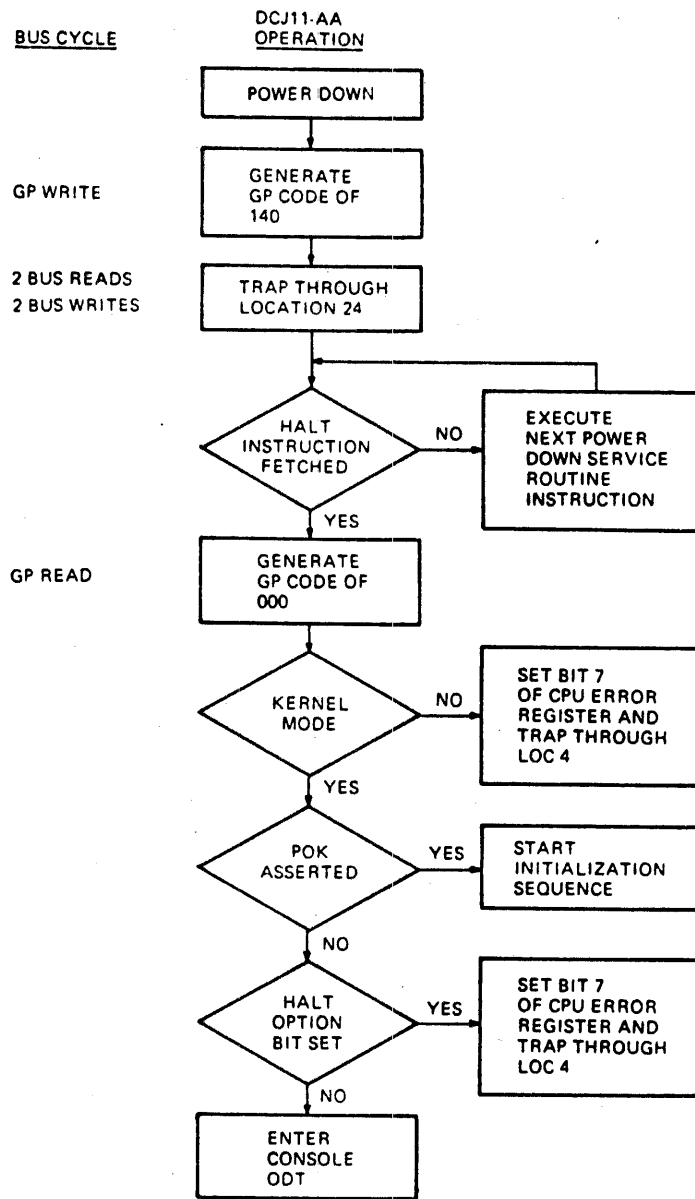 BUS CYCLE
DCJ11-AA
OPERATION
POWER DOWN
GP WRITE
GENERATE
GP CODE OF
140
2 BUS READS
2 BUS WRITES
TRAP THROUGH
LOCATION 24
HALT
INSTRUCTION
FETCHED
NO
EXECUTE
NEXT POWER
DOWN SERVICE
ROUTINE
INSTRUCTION
YES
GP READ
GENERATE
GP CODE OF
000
KERNEL
MODE
NO
SET BIT 7
OF CPU ERROR
REGISTER AND
TRAP THROUGH
LOC 4
YES
POK
ASSERTED
YES
START
INITIALIZATION
SEQUENCE
NO
HALT
OPTION
BIT SET
YES
SET BIT 7
OF CPU ERROR
REGISTER AND
TRAP THROUGH
LOC 4
NO
ENTER
CONSOLE
ODT